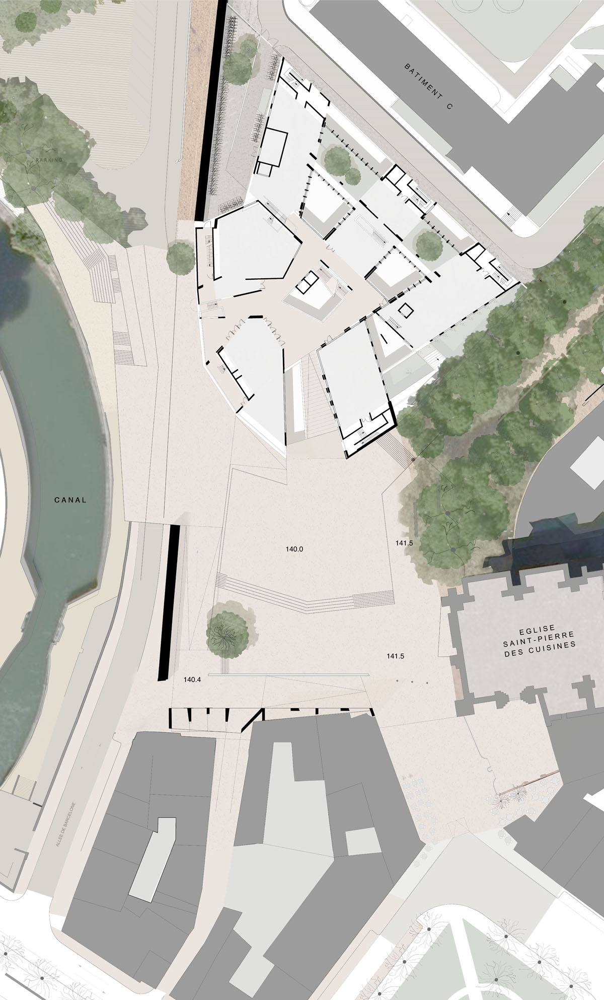 BATIMENT C
PARKING
CANAL
140.0
141.5
EGLISE
SAINT-PIERRE
DES CUISINES
141.5
140.4
ALLEE DE BARCELONE